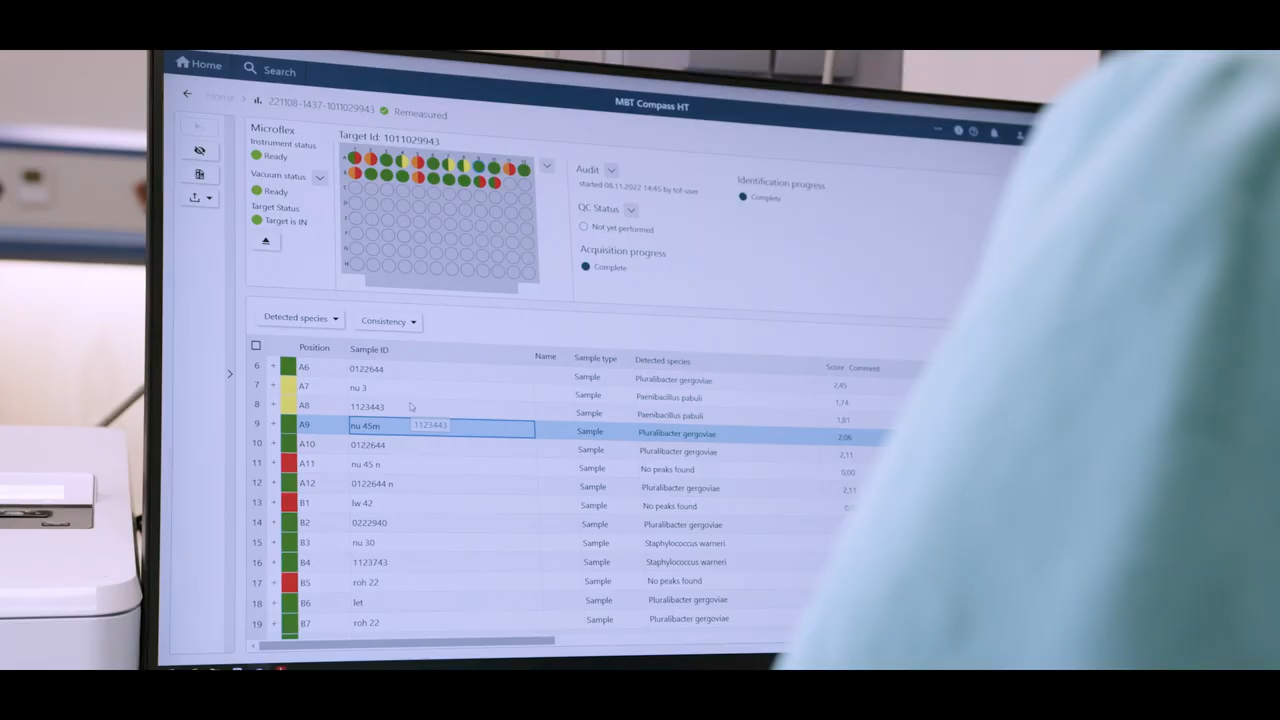 Home Search
MBT Compass HT
Home > 221108-1437-1011029943 Remeasured
Microflex
Instrument status
Ready
Vacuum status
Ready
Target Status
Target is IN
Target Id: 1011029943
Audit
started 08.11.2022 14:45 by tof-user
QC Status
Not yet performed
Acquisition progress
Complete
Identification progress
Complete
Detected species Consistency
Position Sample ID Name Sample type Detected species Score Comment
6 + A6 0122644 Sample Pluralibacter gergoviae 2,45
7 + A7 nu 3 Sample Paenibacillus pabuli 1,74
8 + A8 1123443 Sample Paenibacillus pabuli 1,81
9 + A9 nu 45m 1123443 Sample Pluralibacter gergoviae 2,06
10 + A10 0122644 Sample Pluralibacter gergoviae 2,11
11 + A11 nu 45 n Sample No peaks found 0,00
12 + A12 0122644 n Sample Pluralibacter gergoviae 2,11
13 + B1 lw 42 Sample No peaks found
14 + B2 0222940 Sample Pluralibacter gergoviae
15 + B3 nu 30 Sample Staphylococcus warneri
16 + B4 1123743 Sample Staphylococcus warneri
17 + B5 roh 22 Sample No peaks found
18 + B6 let Sample Pluralibacter gergoviae
19 + B7 roh 22 Sample Pluralibacter gergoviae